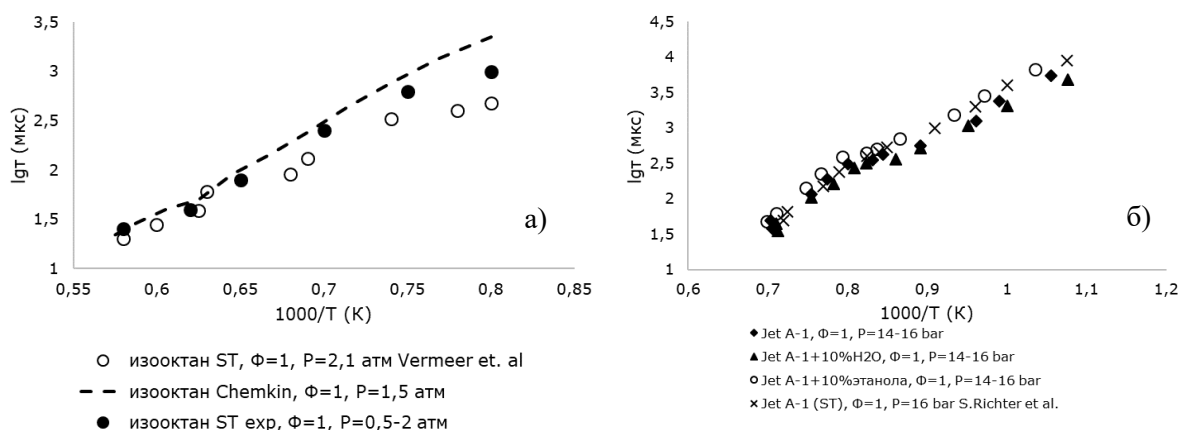 3,5
3
2,5
2
1,5
1
lgτ (мкс)
0,55 0,6 0,65 0,7 0,75 0,8 0,85
1000/T (K)
а)
изооктан ST, Φ=1, P=2,1 атм Vermeer et. al
изооктан Chemkin, Φ=1, P=1,5 атм
изооктан ST exp, Φ=1, P=0,5-2 атм
4,5
4
3,5
3
2,5
2
1,5
1
lgτ (мкс)
0,6 0,7 0,8 0,9 1 1,1 1,2
1000/T (K)
б)
Jet A-1, Φ=1, P=14-16 bar
Jet A-1+10%H2O, Φ=1, P=14-16 bar
Jet A-1+10%этанола, Φ=1, P=14-16 bar
Jet A-1 (ST), Φ=1, P=16 bar S.Richter et al.